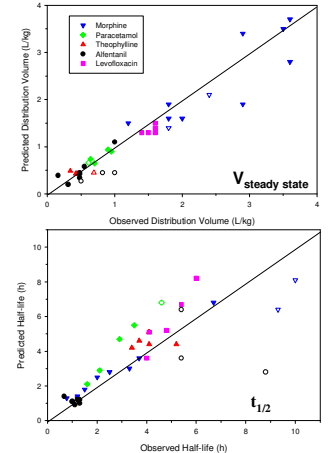 4
3
2
1
0
Predicted Distribution Volume (L/kg)
Morphine
Paracetamol
Theophylline
Alfentanil
Levofloxacin
V steady state
0 1 2 3 4
Observed Distribution Volume (L/kg)
10
8
6
4
2
0
Predicted Half-life (h)
t1/2
0 2 4 6 8 10
Observed Half-life (h)